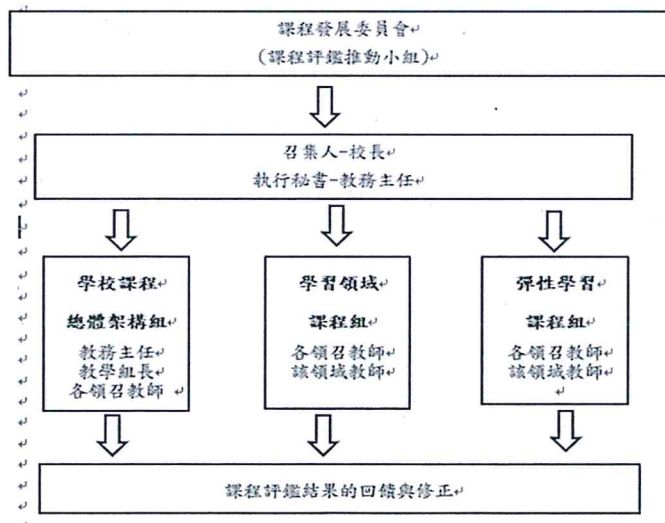 課程發展委員會
(課程評鑑推動小組)
召集人-校長
執行秘書-教務主任
學校課程
總體架構組
教務主任
教學組長
各領召教師
學習領域
課程組
各領召教師
該領域教師
彈性學習
課程組
各領召教師
該領域教師
課程評鑑結果的回饋與修正